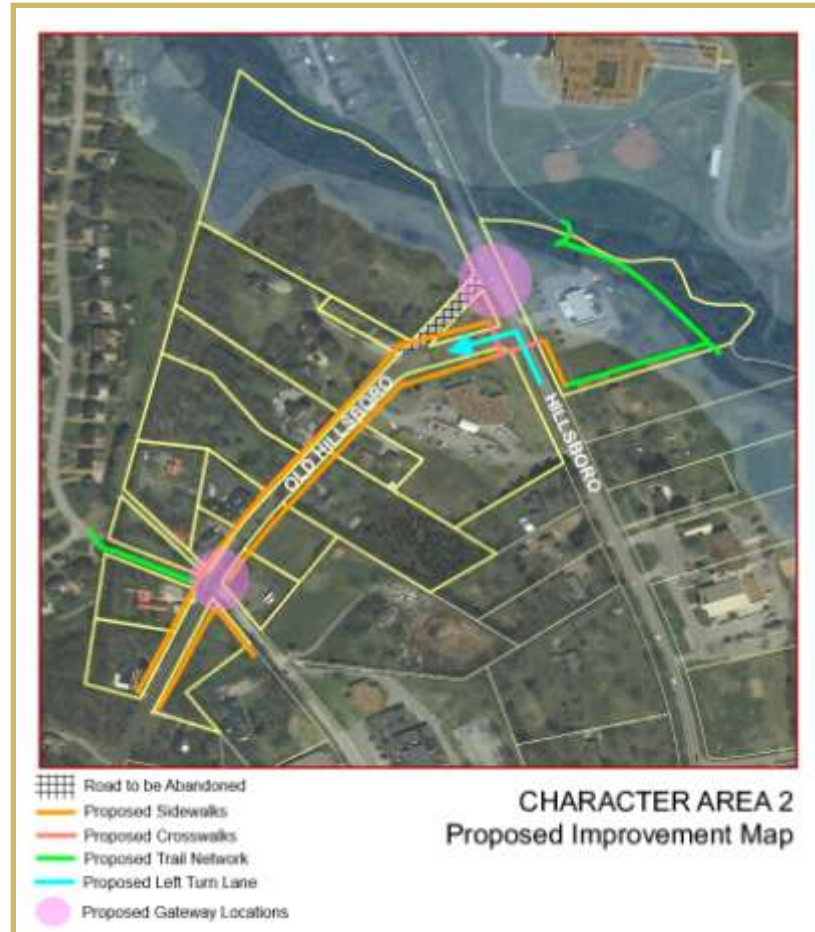 OLD HILLSBORO
HILLSBORO
Road to be Abandoned
Proposed Sidewalks
Proposed Crosswalks
Proposed Trail Network
Proposed Left Turn Lane
Proposed Gateway Locations
CHARACTER AREA 2
Proposed Improvement Map